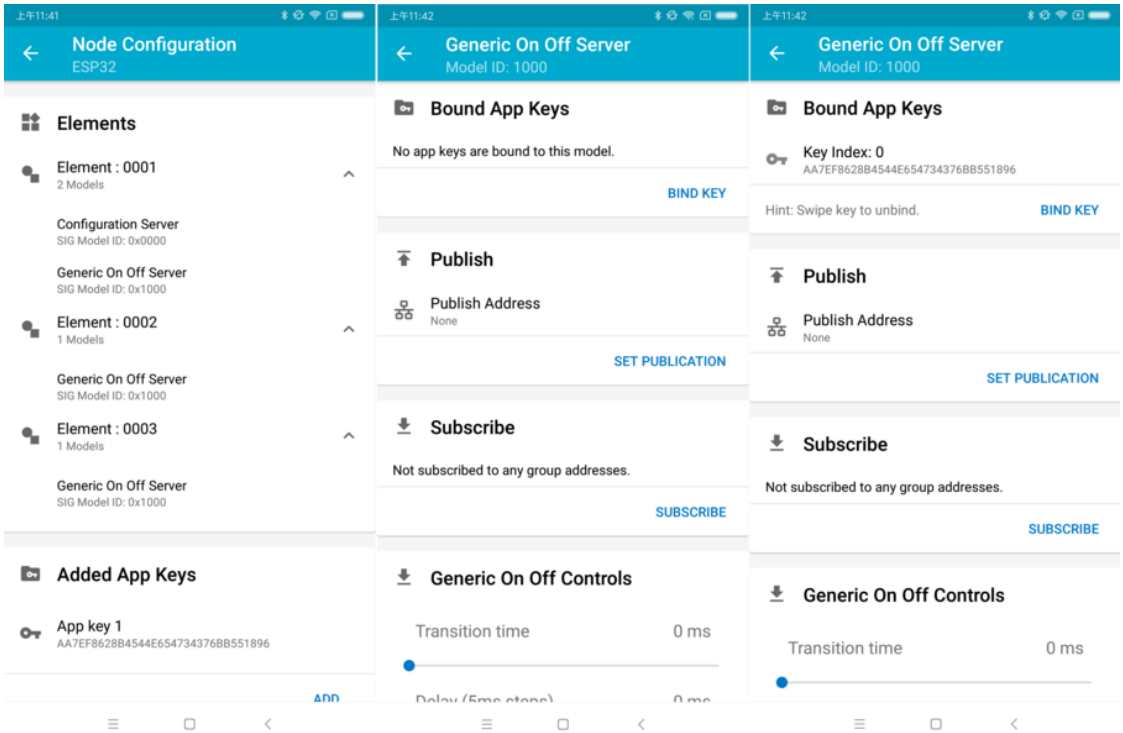 上午11:41
Node Configuration
ESP32
Elements
Element : 0001
2 Models
Configuration Server
SIG Model ID: 0x0000
Generic On Off Server
SIG Model ID: 0x1000
Element : 0002
1 Models
Generic On Off Server
SIG Model ID: 0x1000
Element : 0003
1 Models
Generic On Off Server
SIG Model ID: 0x1000
Added App Keys
App key 1
AA7EF8628B4544E654734376BB551896
ADD
上午11:42
Generic On Off Server
Model ID: 1000
Bound App Keys
No app keys are bound to this model.
BIND KEY
Publish
Publish Address
None
SET PUBLICATION
Subscribe
Not subscribed to any group addresses.
SUBSCRIBE
Generic On Off Controls
Transition time 0 ms
Delay (5ms steps) 0 ms
上午11:42
Generic On Off Server
Model ID: 1000
Bound App Keys
Key Index: 0
AA7EF8628B4544E654734376BB551896
Hint: Swipe key to unbind. BIND KEY
Publish
Publish Address
None
SET PUBLICATION
Subscribe
Not subscribed to any group addresses.
SUBSCRIBE
Generic On Off Controls
Transition time 0 ms